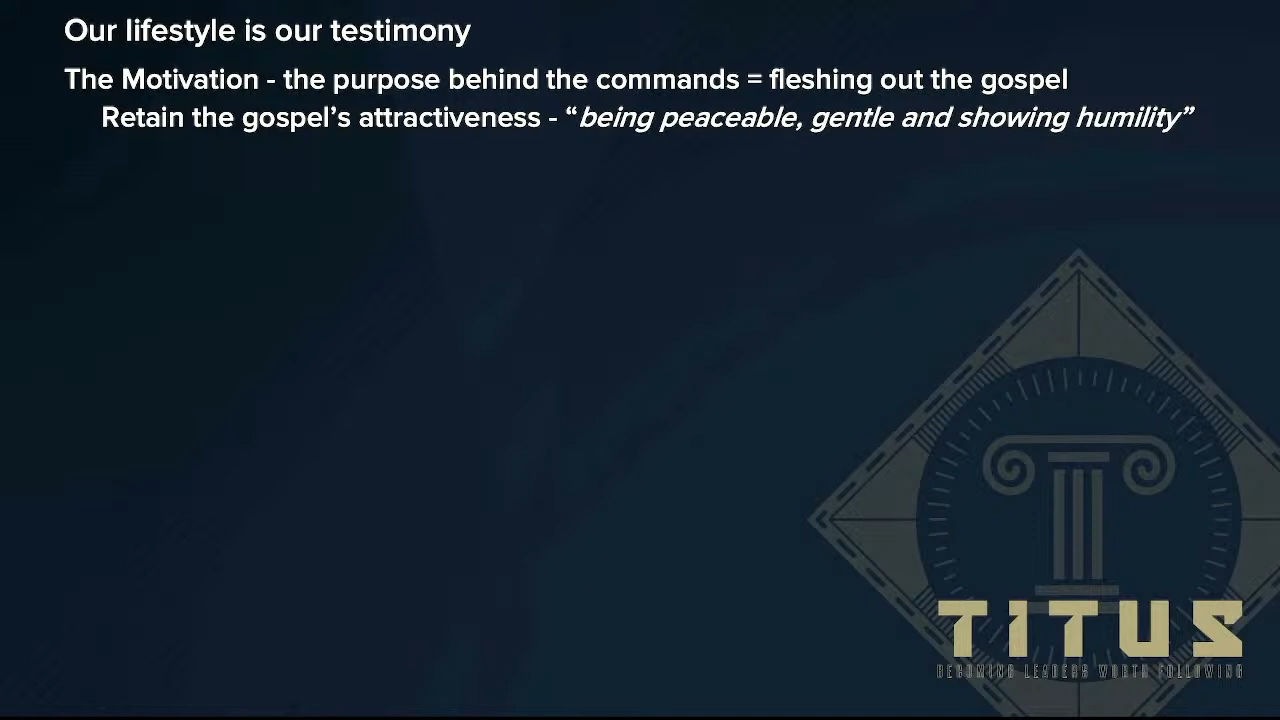 Our lifestyle is our testimony
The Motivation - the purpose behind the commands = fleshing out the gospel
Retain the gospel’s attractiveness - “being peaceable, gentle and showing humility”
TITUS
BECOMING LEADERS WORTH FOLLOWING